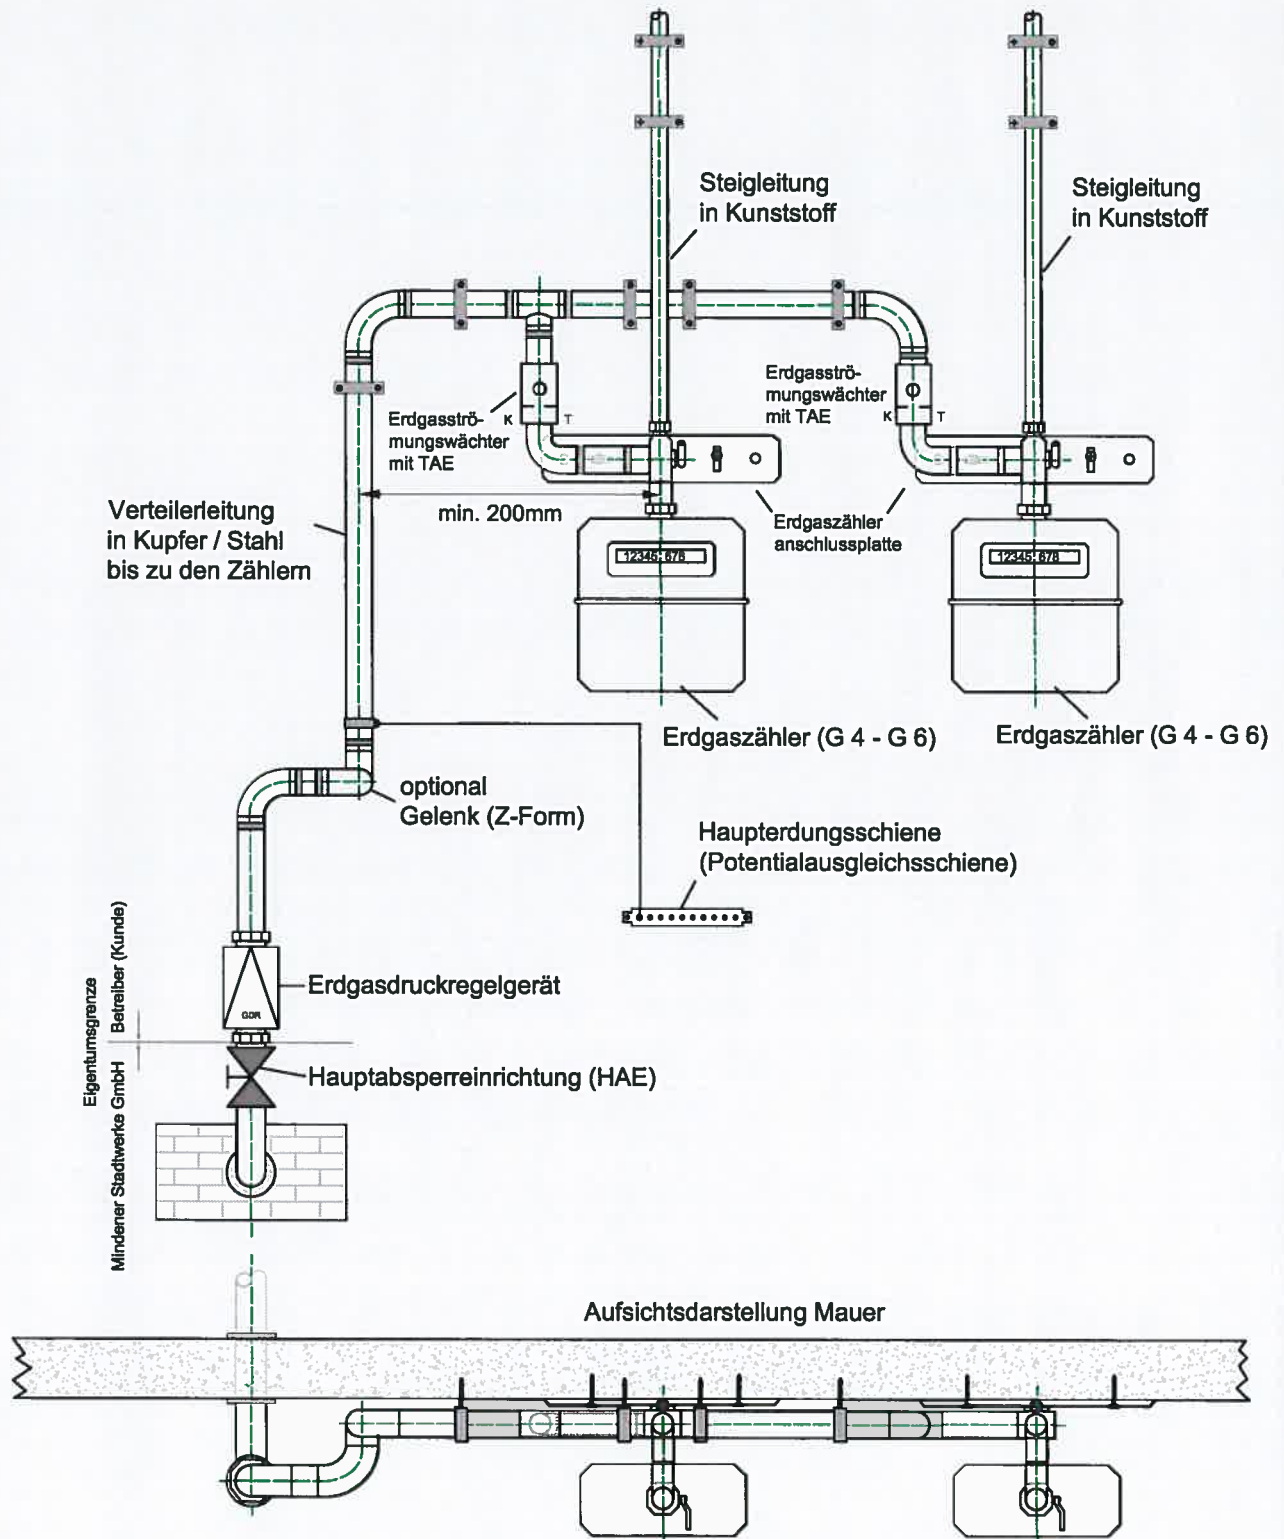 Steigleitung
in Kunststoff
Steigleitung
in Kunststoff
Erdgasströ-
mungswächter
mit TAE
K
T
Erdgasströ-
mungswächter
mit TAE
K
T
min. 200mm
Verteilerleitung
in Kupfer / Stahl
bis zu den Zählern
Erdgaszähler
anschlussplatte
12345 678
12345 678
Erdgaszähler (G 4 - G 6)
Erdgaszähler (G 4 - G 6)
optional
Gelenk (Z-Form)
Haupterdungsschiene
(Potentialausgleichsschiene)
Erdgasdruckregelgerät
GDR
Hauptabsperreinrichtung (HAE)
Eigentumsgrenze
Betreiber (Kunde)
Mindener Stadtwerke GmbH
Aufsichtsdarstellung Mauer